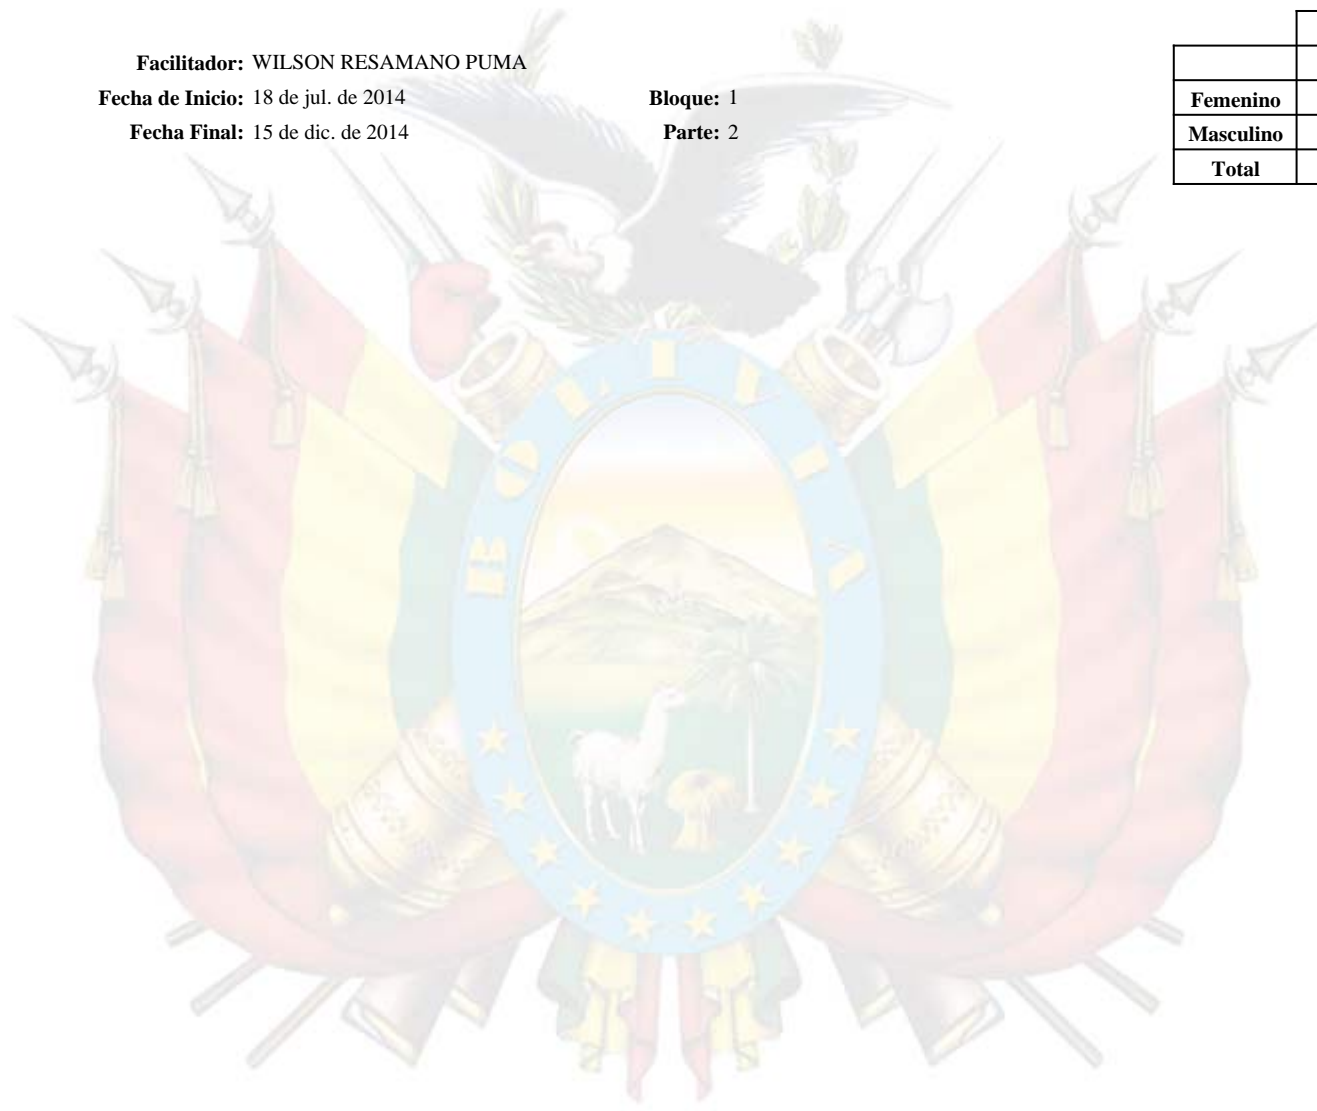 Facilitador: WILSON RESAMANO PUMA
Fecha de Inicio: 18 de jul. de 2014 Bloque: 1
Fecha Final: 15 de dic. de 2014 Parte: 2
Femenino
Masculino
Total
BOLIVIA